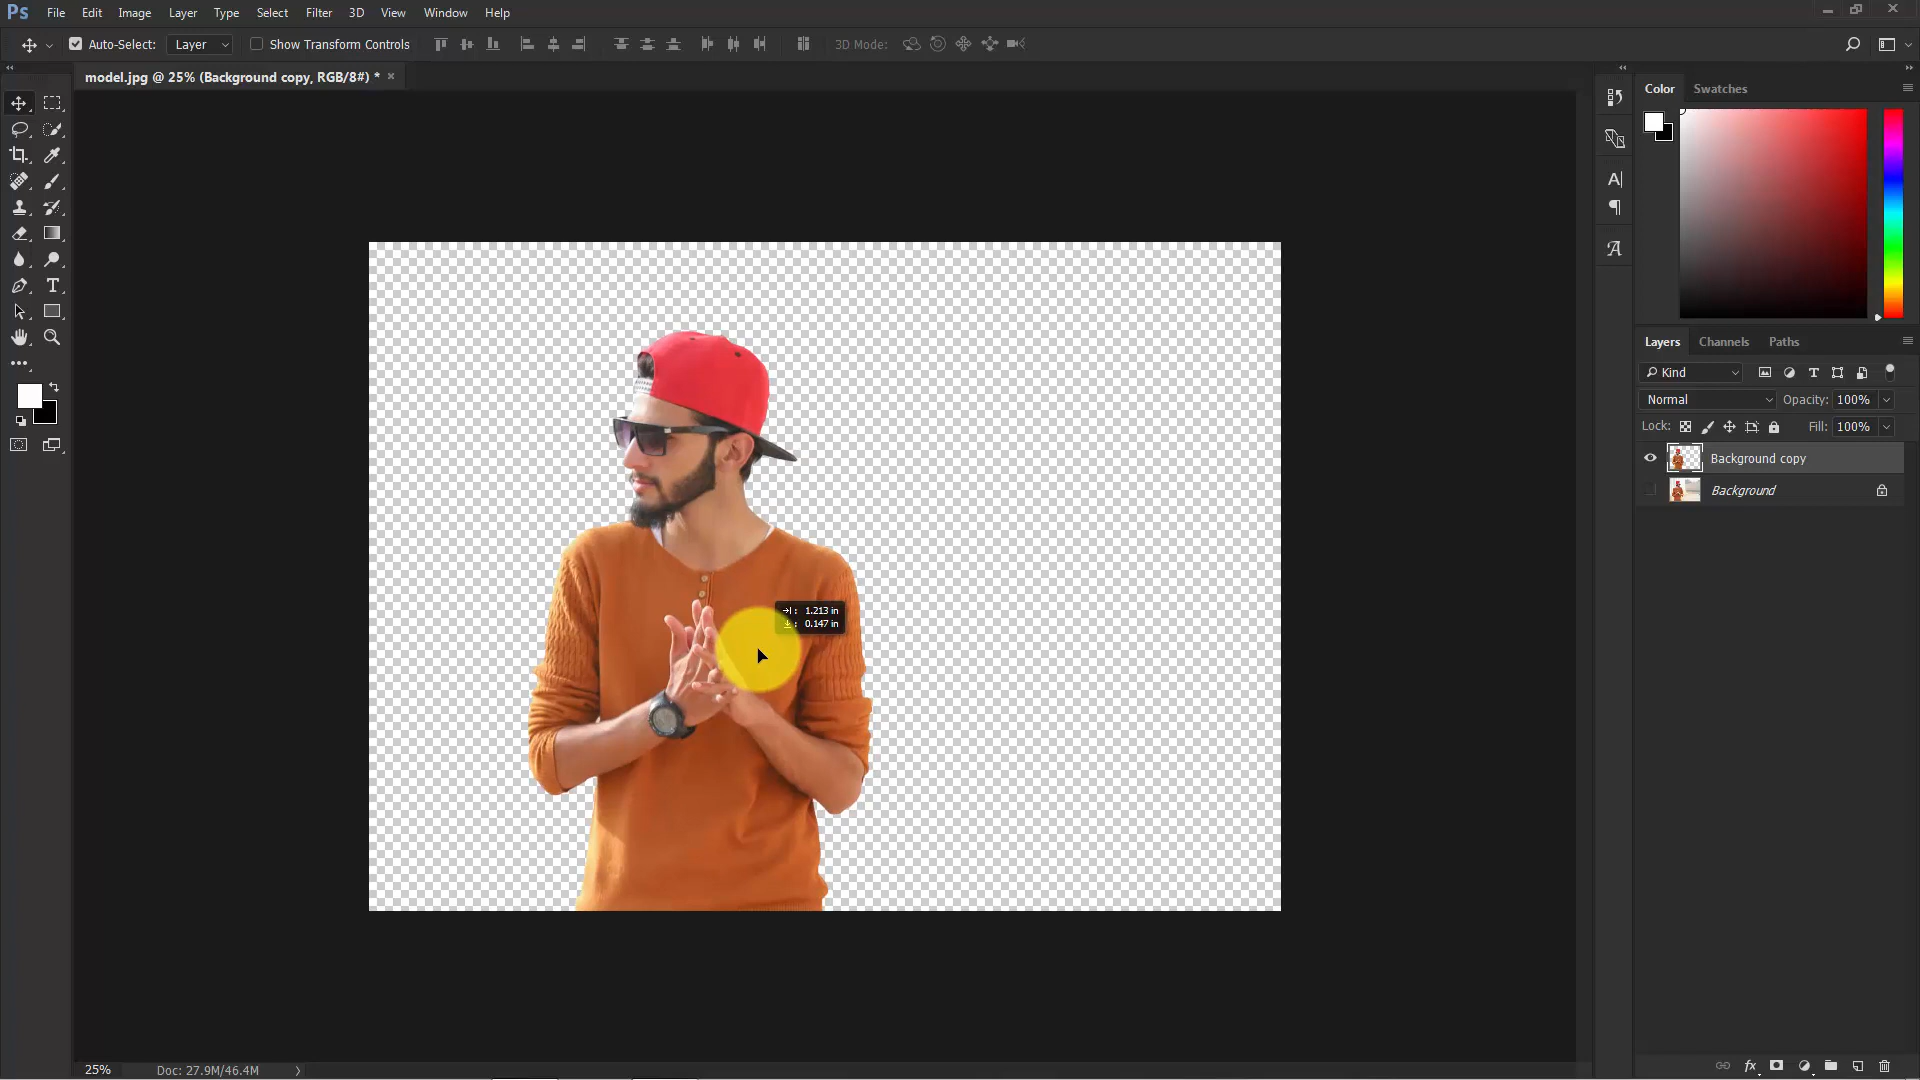 Ps File Edit Image Layer Type Select Filter 3D View Window Help
Auto-Select: Layer Show Transform Controls 3D Mode:
model.jpg @ 25% (Background copy, RGB/8#) * ×
Color Swatches
Layers Channels Paths
Kind
Normal Opacity: 100%
Lock: Fill: 100%
Background copy
Background
1.213 in
0.147 in
25% Doc: 27.9M/46.4M